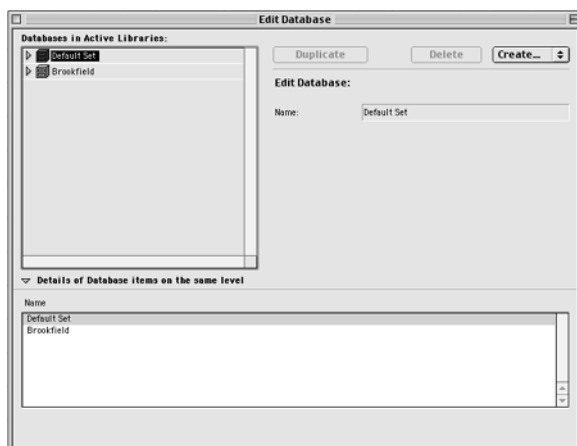 Edit Database
Databases in Active Libraries:
Default Set
Brookfield
Duplicate
Delete
Create...
Edit Database:
Name:
Default Set
Details of Database items on the same level
Name
Default Set
Brookfield